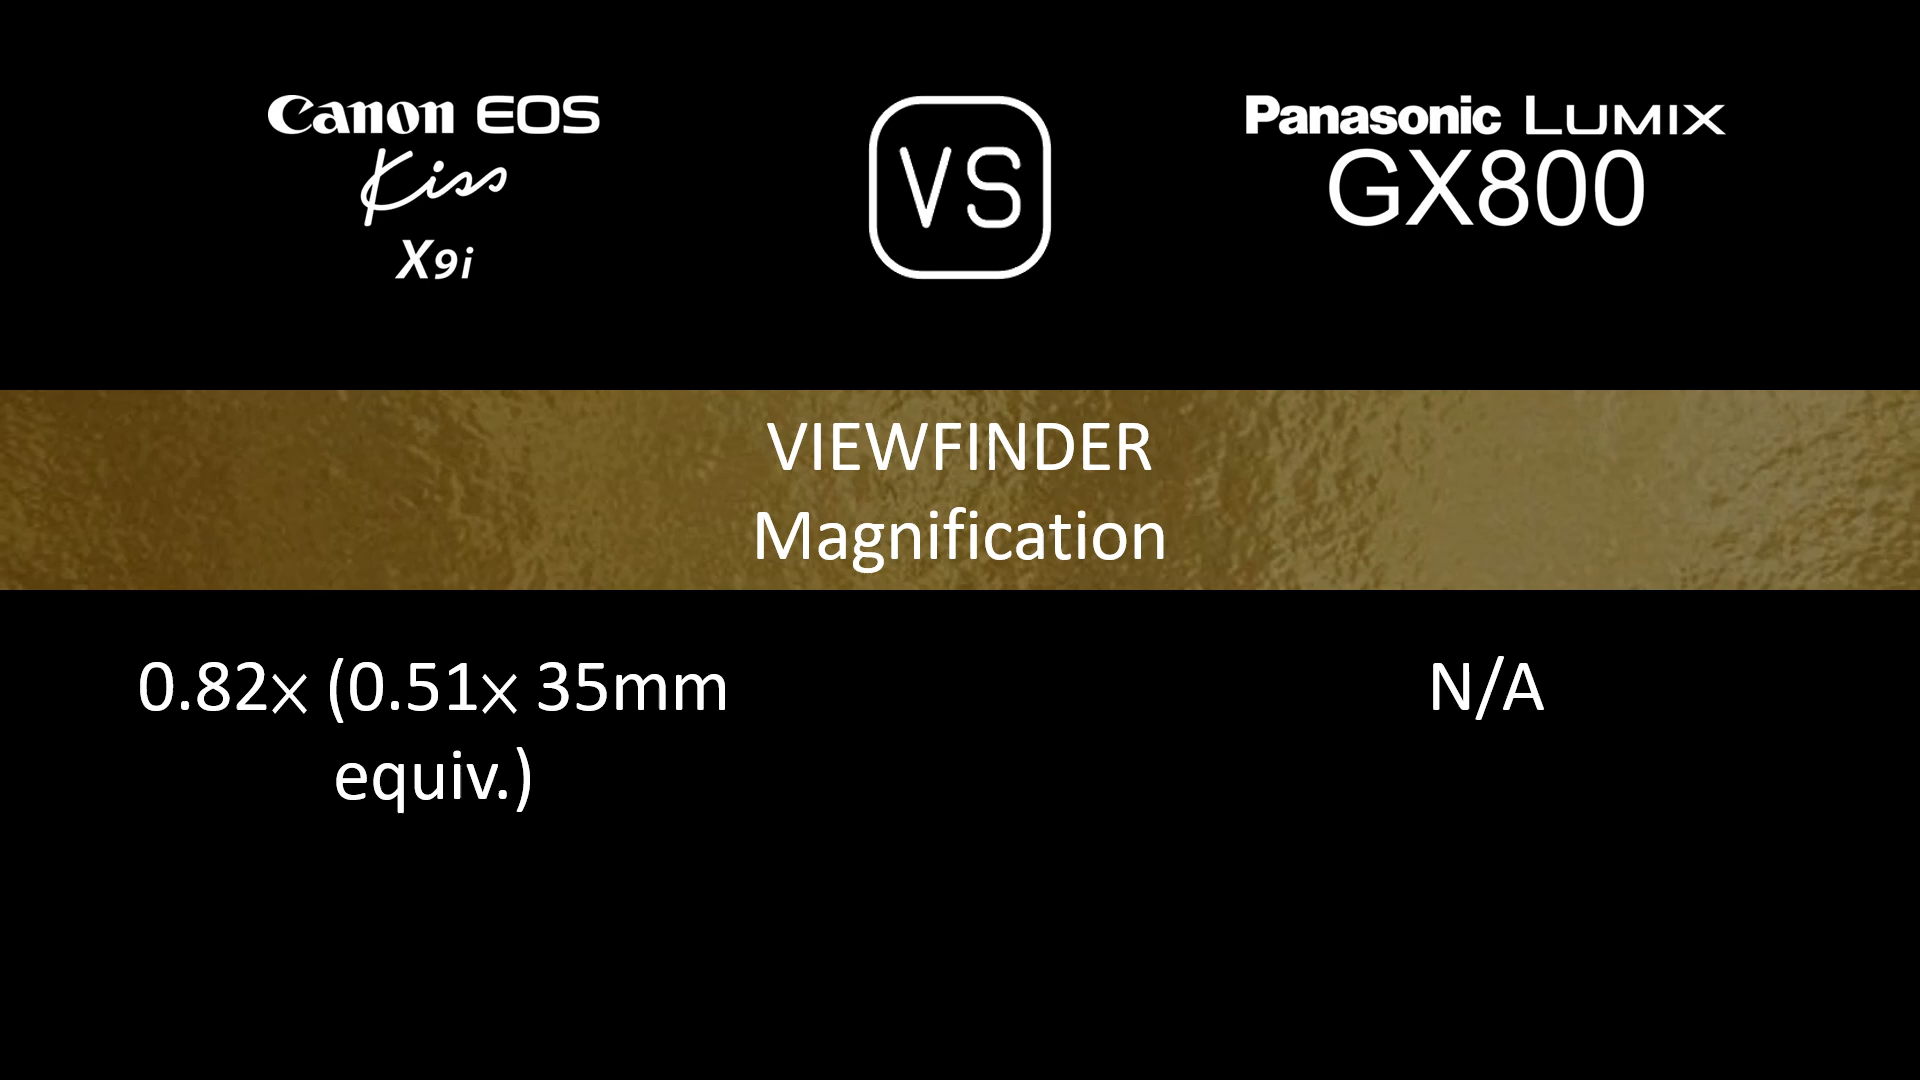 Canon EOS
Kiss
X9i
VS
Panasonic LUMIX
GX800
VIEWFINDER
Magnification
0.82x (0.51x 35mm
equiv.)
N/A